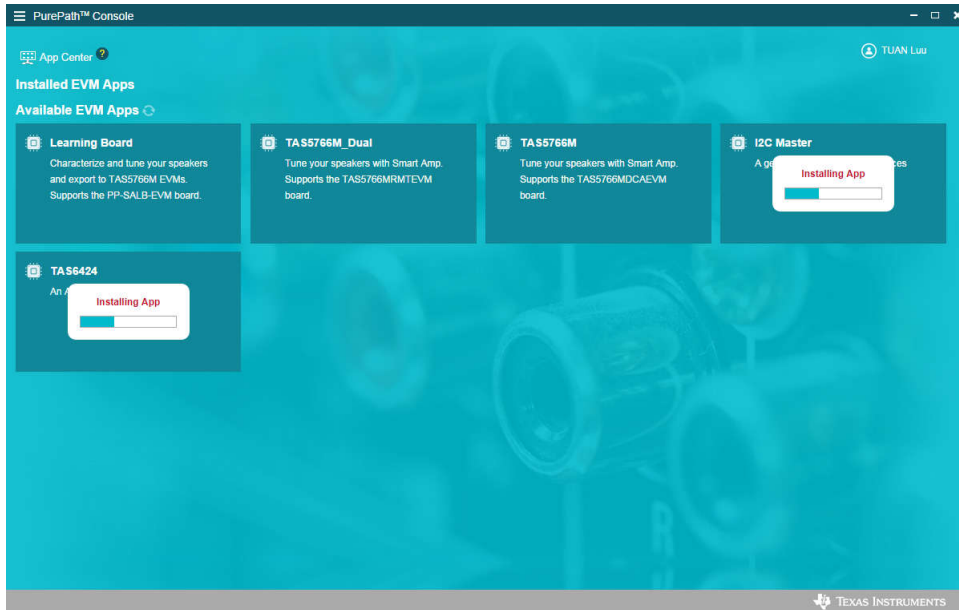 PurePath™ Console
App Center ?
TUAN Luu
Installed EVM Apps
Available EVM Apps
Learning Board
Characterize and tune your speakers
and export to TAS5766M EVMs.
Supports the PP-SALB-EVM board.
TAS5766M_Dual
Tune your speakers with Smart Amp.
Supports the TAS5766MRMTEVM
board.
TAS5766M
Tune your speakers with Smart Amp.
Supports the TAS5766MDCAEVM
board.
I2C Master
Installing App
TAS6424
An
Installing App
R
TEXAS INSTRUMENTS